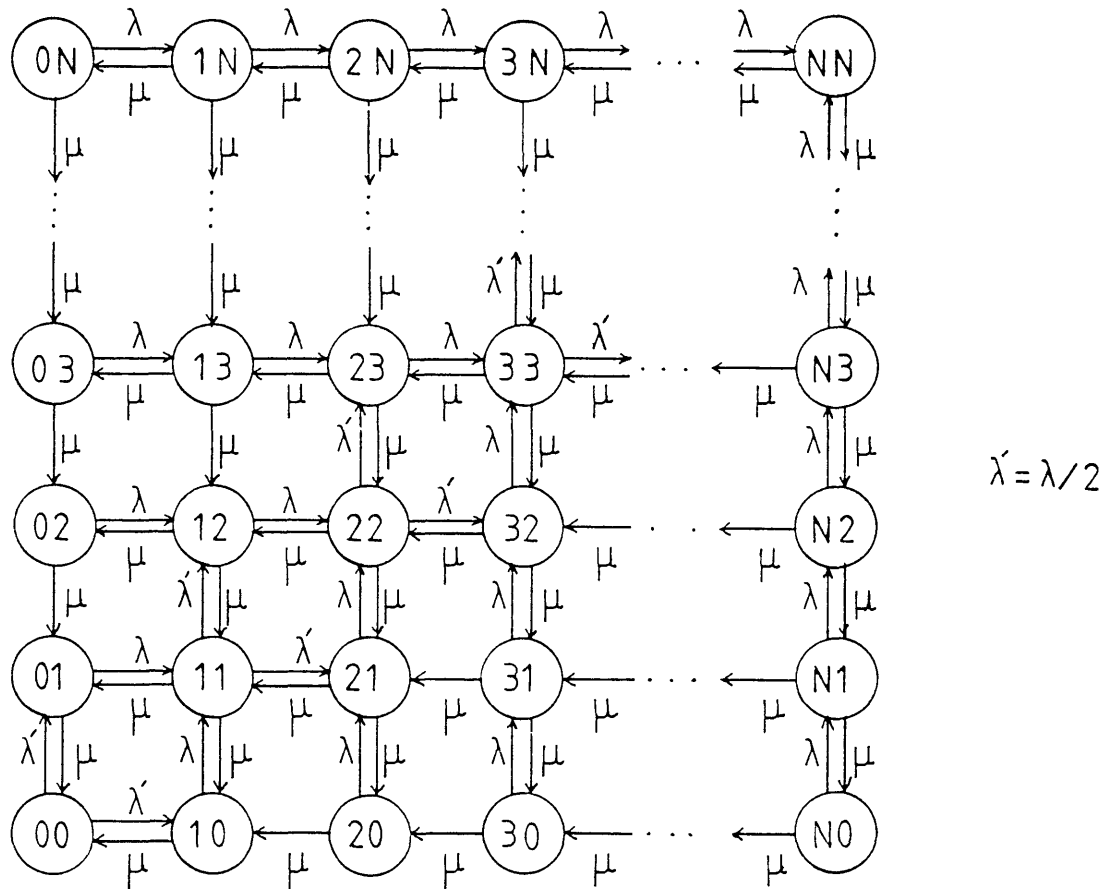 λ λ λ λ λ
0N 1N 2N 3N · · · NN
μ μ μ μ μ
μ μ μ μ λ μ
μ μ μ λ′ μ λ μ
λ λ λ λ′
03 13 23 33 · · · N3
μ μ μ μ μ
μ μ λ′ μ λ μ λ μ
λ′ = λ/2
λ λ λ′
02 12 22 32 · · · N2
μ μ μ μ μ
μ λ′ μ λ μ λ μ λ μ
λ λ′
01 11 21 31 · · · N1
μ μ μ μ μ
λ′ μ λ μ λ μ λ μ λ μ
λ′
00 10 20 30 · · · N0
μ μ μ μ μ